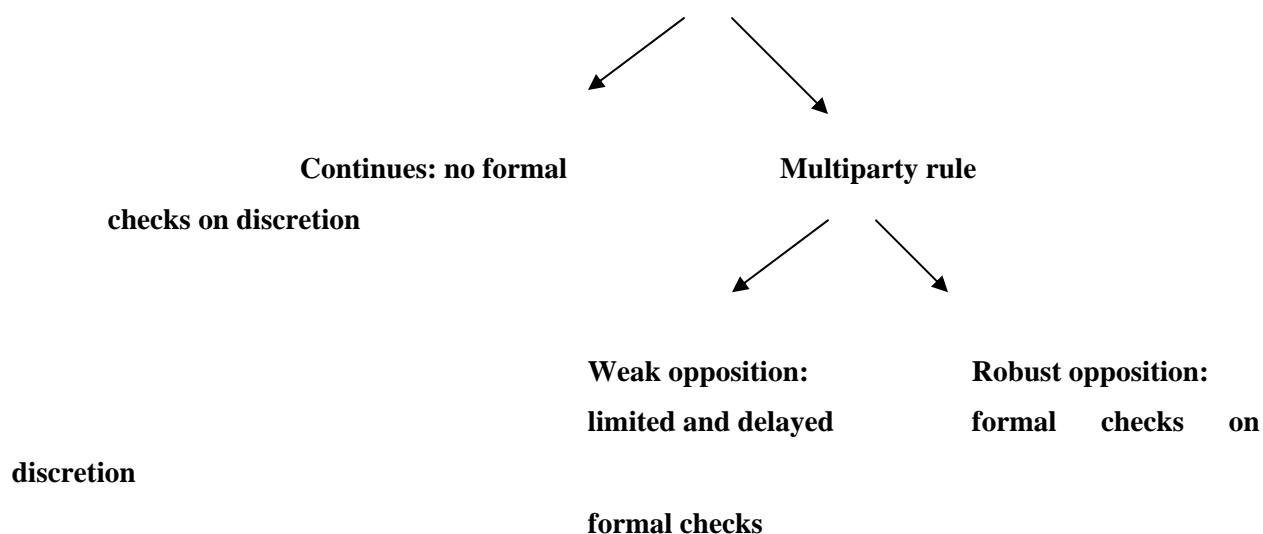 Continues: no formal Multiparty rule
checks on discretion
Weak opposition: Robust opposition:
limited and delayed formal checks on
discretion
formal checks